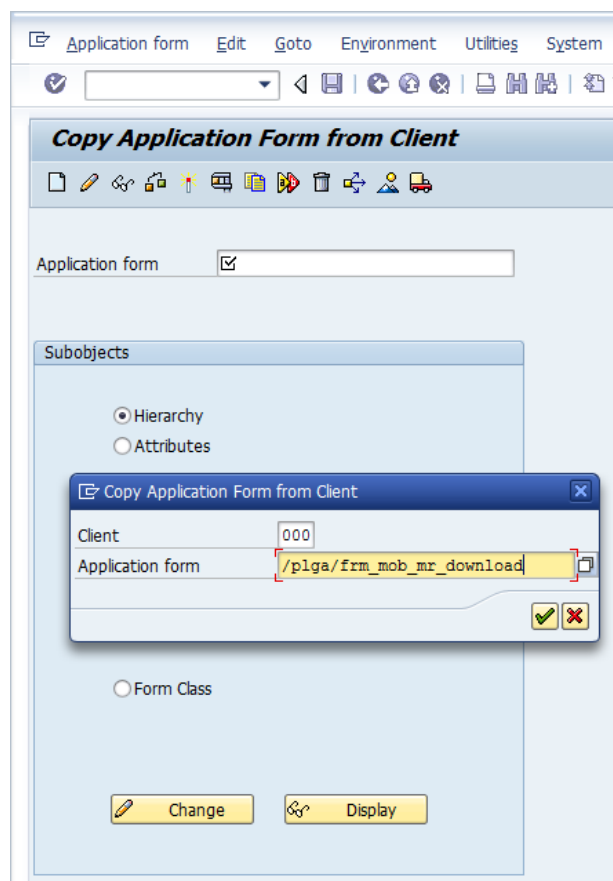 Application form Edit Goto Environment Utilities System
Copy Application Form from Client
Application form
Subobjects
Hierarchy
Attributes
Copy Application Form from Client
Client 000
Application form /plga/frm_mob_mr_download
Form Class
Change Display